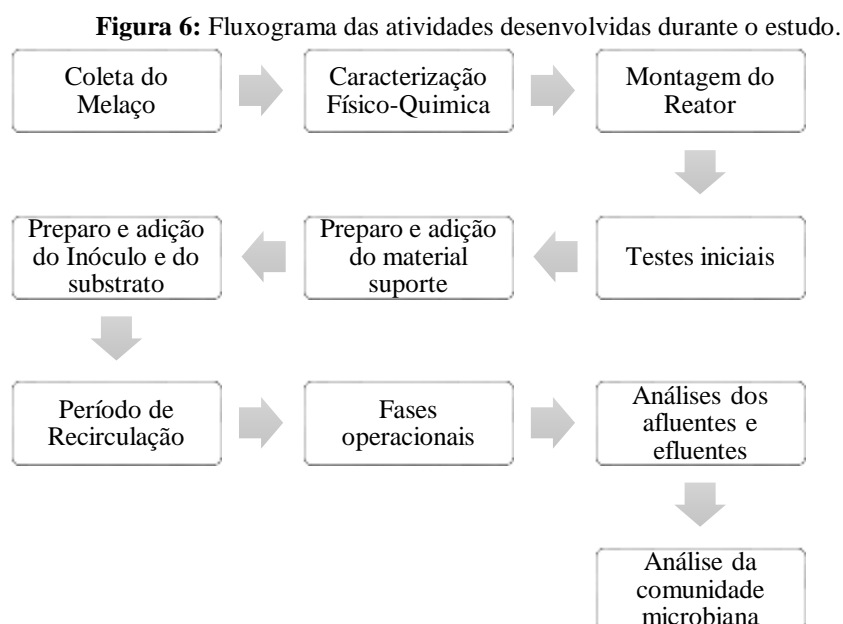 Figura 6: Fluxograma das atividades desenvolvidas durante o estudo.
Coleta do
Melaço
Caracterização
Físico-Quimica
Montagem do
Reator
Testes iniciais
Preparo e adição
do material
suporte
Preparo e adição
do Inóculo e do
substrato
Período de
Recirculação
Fases
operacionais
Análises dos
afluentes e
efluentes
Análise da
comunidade
microbiana